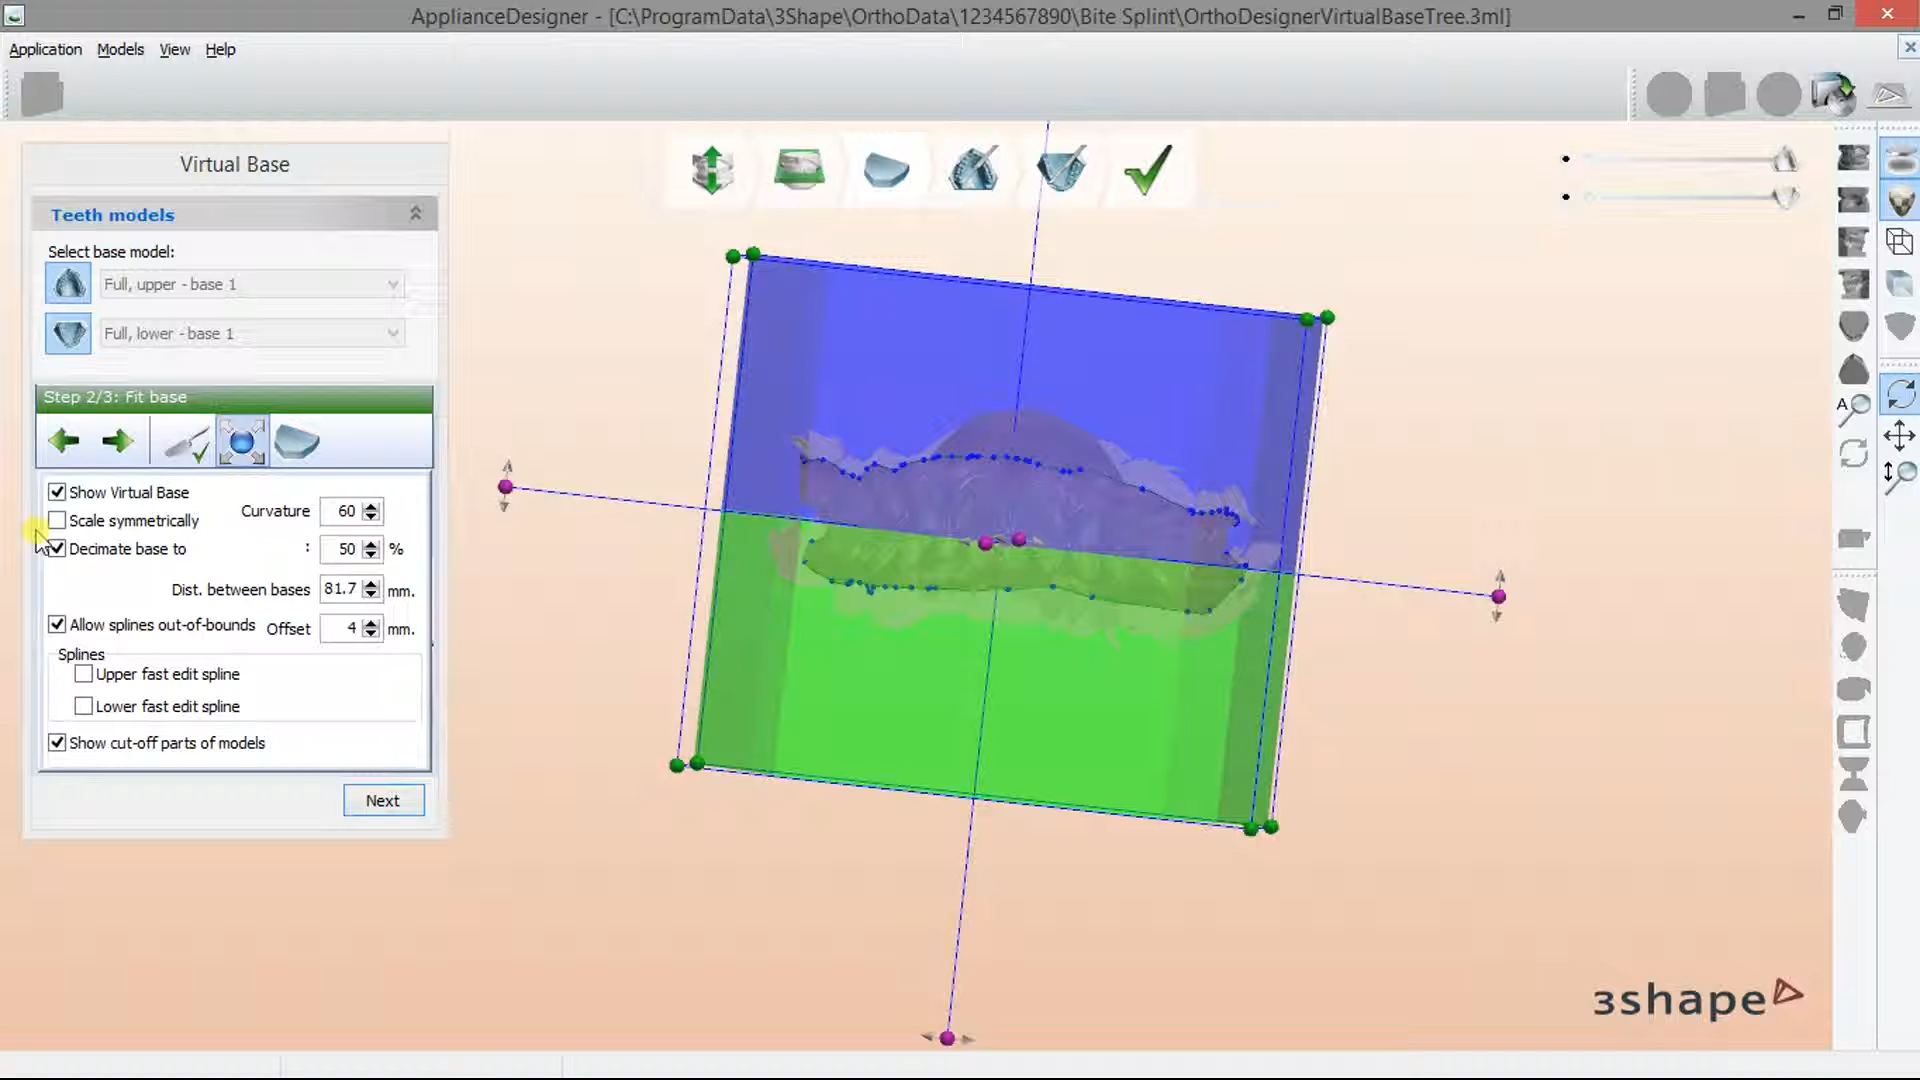 ApplianceDesigner - [C:\ProgramData\3Shape\OrthoData\1234567890\Bite Splint\OrthoDesignerVirtualBaseTree.3ml]
Application Models View Help
Virtual Base
Teeth models
Select base model:
Full, upper - base 1
Full, lower - base 1
Step 2/3: Fit base
Show Virtual Base
Scale symmetrically
Curvature 60
Decimate base to : 50 %
Dist. between bases 81.7 mm.
Allow splines out-of-bounds Offset 4 mm.
Splines
Upper fast edit spline
Lower fast edit spline
Show cut-off parts of models
Next
A
3shape